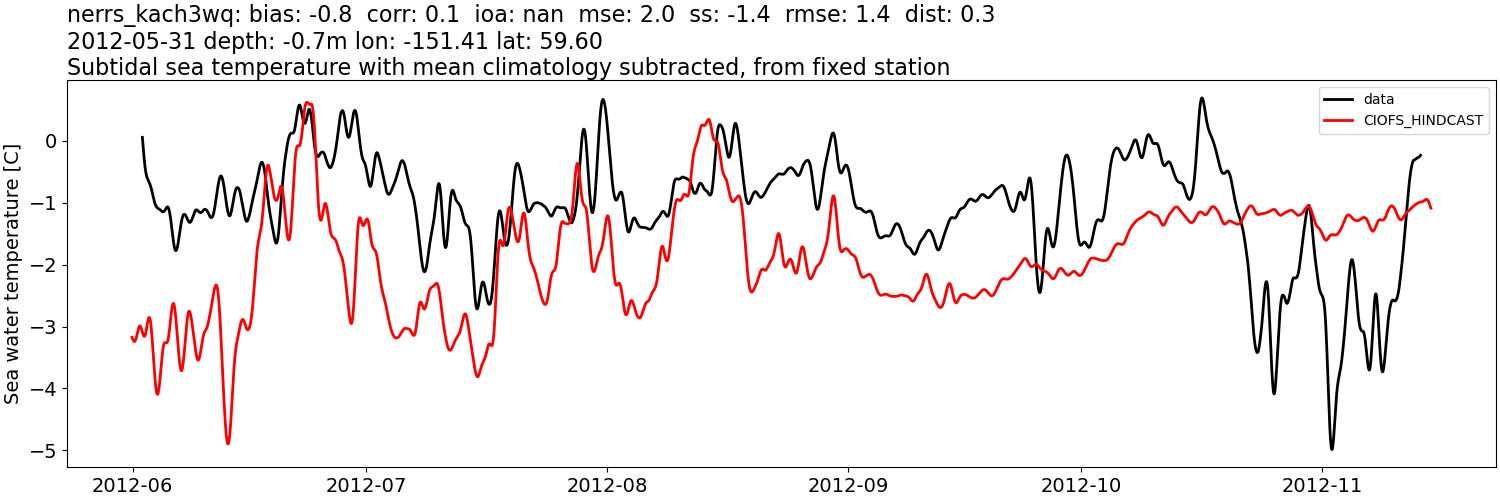 nerrs_kach3wq: bias: -0.8  corr: 0.1  ioa: nan  mse: 2.0  ss: -1.4  rmse: 1.4  dist: 0.3
2012-05-31 depth: -0.7m lon: -151.41 lat: 59.60
Subtidal sea temperature with mean climatology subtracted, from fixed station
data
CIOFS_HINDCAST
Sea water temperature [C]
0
−1
−2
−3
−4
−5
2012-06
2012-07
2012-08
2012-09
2012-10
2012-11